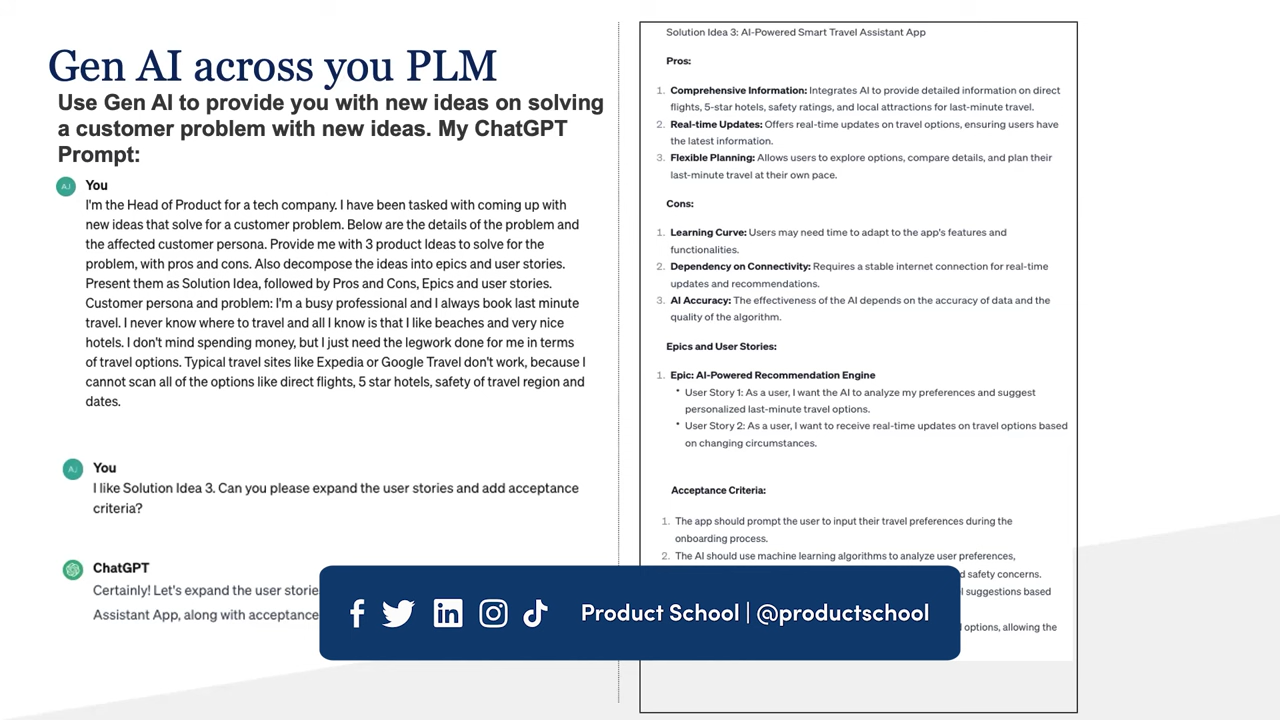 Gen AI across you PLM
Use Gen AI to provide you with new ideas on solving
a customer problem with new ideas. My ChatGPT
Prompt:
AJ
You
I'm the Head of Product for a tech company. I have been tasked with coming up with
new ideas that solve for a customer problem. Below are the details of the problem and
the affected customer persona. Provide me with 3 product Ideas to solve for the
problem, with pros and cons. Also decompose the ideas into epics and user stories.
Present them as Solution Idea, followed by Pros and Cons, Epics and user stories.
Customer persona and problem: I'm a busy professional and I always book last minute
travel. I never know where to travel and all I know is that I like beaches and very nice
hotels. I don't mind spending money, but I just need the legwork done for me in terms
of travel options. Typical travel sites like Expedia or Google Travel don't work, because I
cannot scan all of the options like direct flights, 5 star hotels, safety of travel region and
dates.
AJ
You
I like Solution Idea 3. Can you please expand the user stories and add acceptance
criteria?
ChatGPT
Certainly! Let's expand the user storie
Assistant App, along with acceptance
Solution Idea 3: AI-Powered Smart Travel Assistant App
Pros:
1. Comprehensive Information: Integrates AI to provide detailed information on direct
flights, 5-star hotels, safety ratings, and local attractions for last-minute travel.
2. Real-time Updates: Offers real-time updates on travel options, ensuring users have
the latest information.
3. Flexible Planning: Allows users to explore options, compare details, and plan their
last-minute travel at their own pace.
Cons:
1. Learning Curve: Users may need time to adapt to the app's features and
functionalities.
2. Dependency on Connectivity: Requires a stable internet connection for real-time
updates and recommendations.
3. AI Accuracy: The effectiveness of the AI depends on the accuracy of data and the
quality of the algorithm.
Epics and User Stories:
1. Epic: AI-Powered Recommendation Engine
• User Story 1: As a user, I want the AI to analyze my preferences and suggest
personalized last-minute travel options.
• User Story 2: As a user, I want to receive real-time updates on travel options based
on changing circumstances.
Acceptance Criteria:
1. The app should prompt the user to input their travel preferences during the
onboarding process.
2. The AI should use machine learning algorithms to analyze user preferences,
safety concerns.
suggestions based
options, allowing the
Product School | @productschool